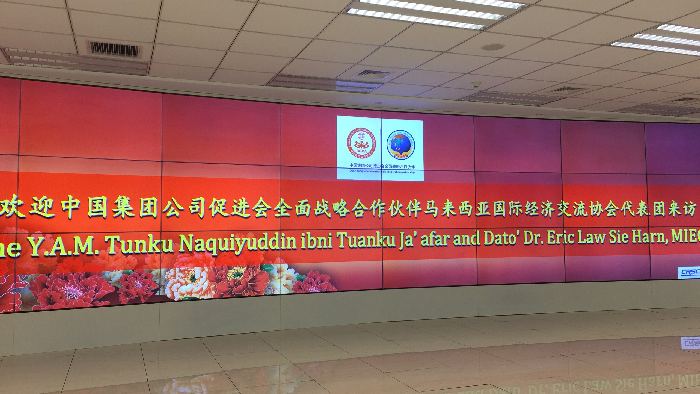 欢迎中国集团公司促进会全面战略合作伙伴马来西亚国际经济交流协会代表团来访
he Y.A.M. Tunku Naquiyuddin ibni Tuanku Ja' afar and Dato' Dr. Eric Law Sie Harn, MIEC